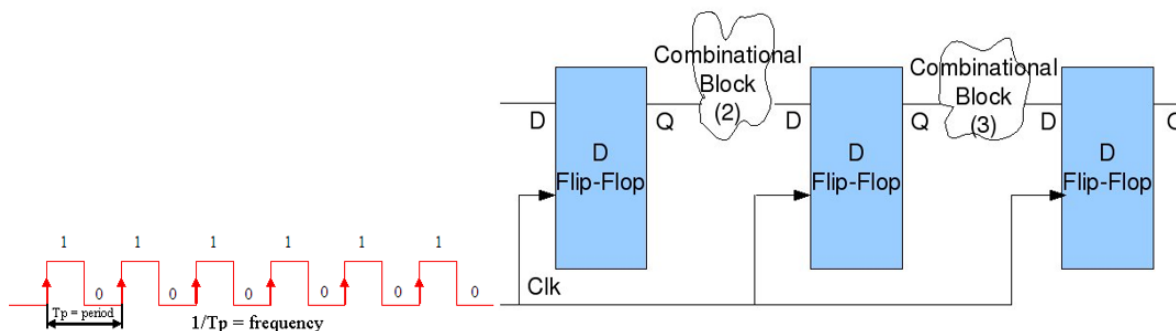 1 1 1 1 1 1
0 0 0 0 0 0
Tp = period
1/Tp = frequency
Combinational
Block
(2)
Combinational
Block
(3)
D
Q
D
Q
D
D
Flip-Flop
D
Flip-Flop
D
Flip-Flop
Clk